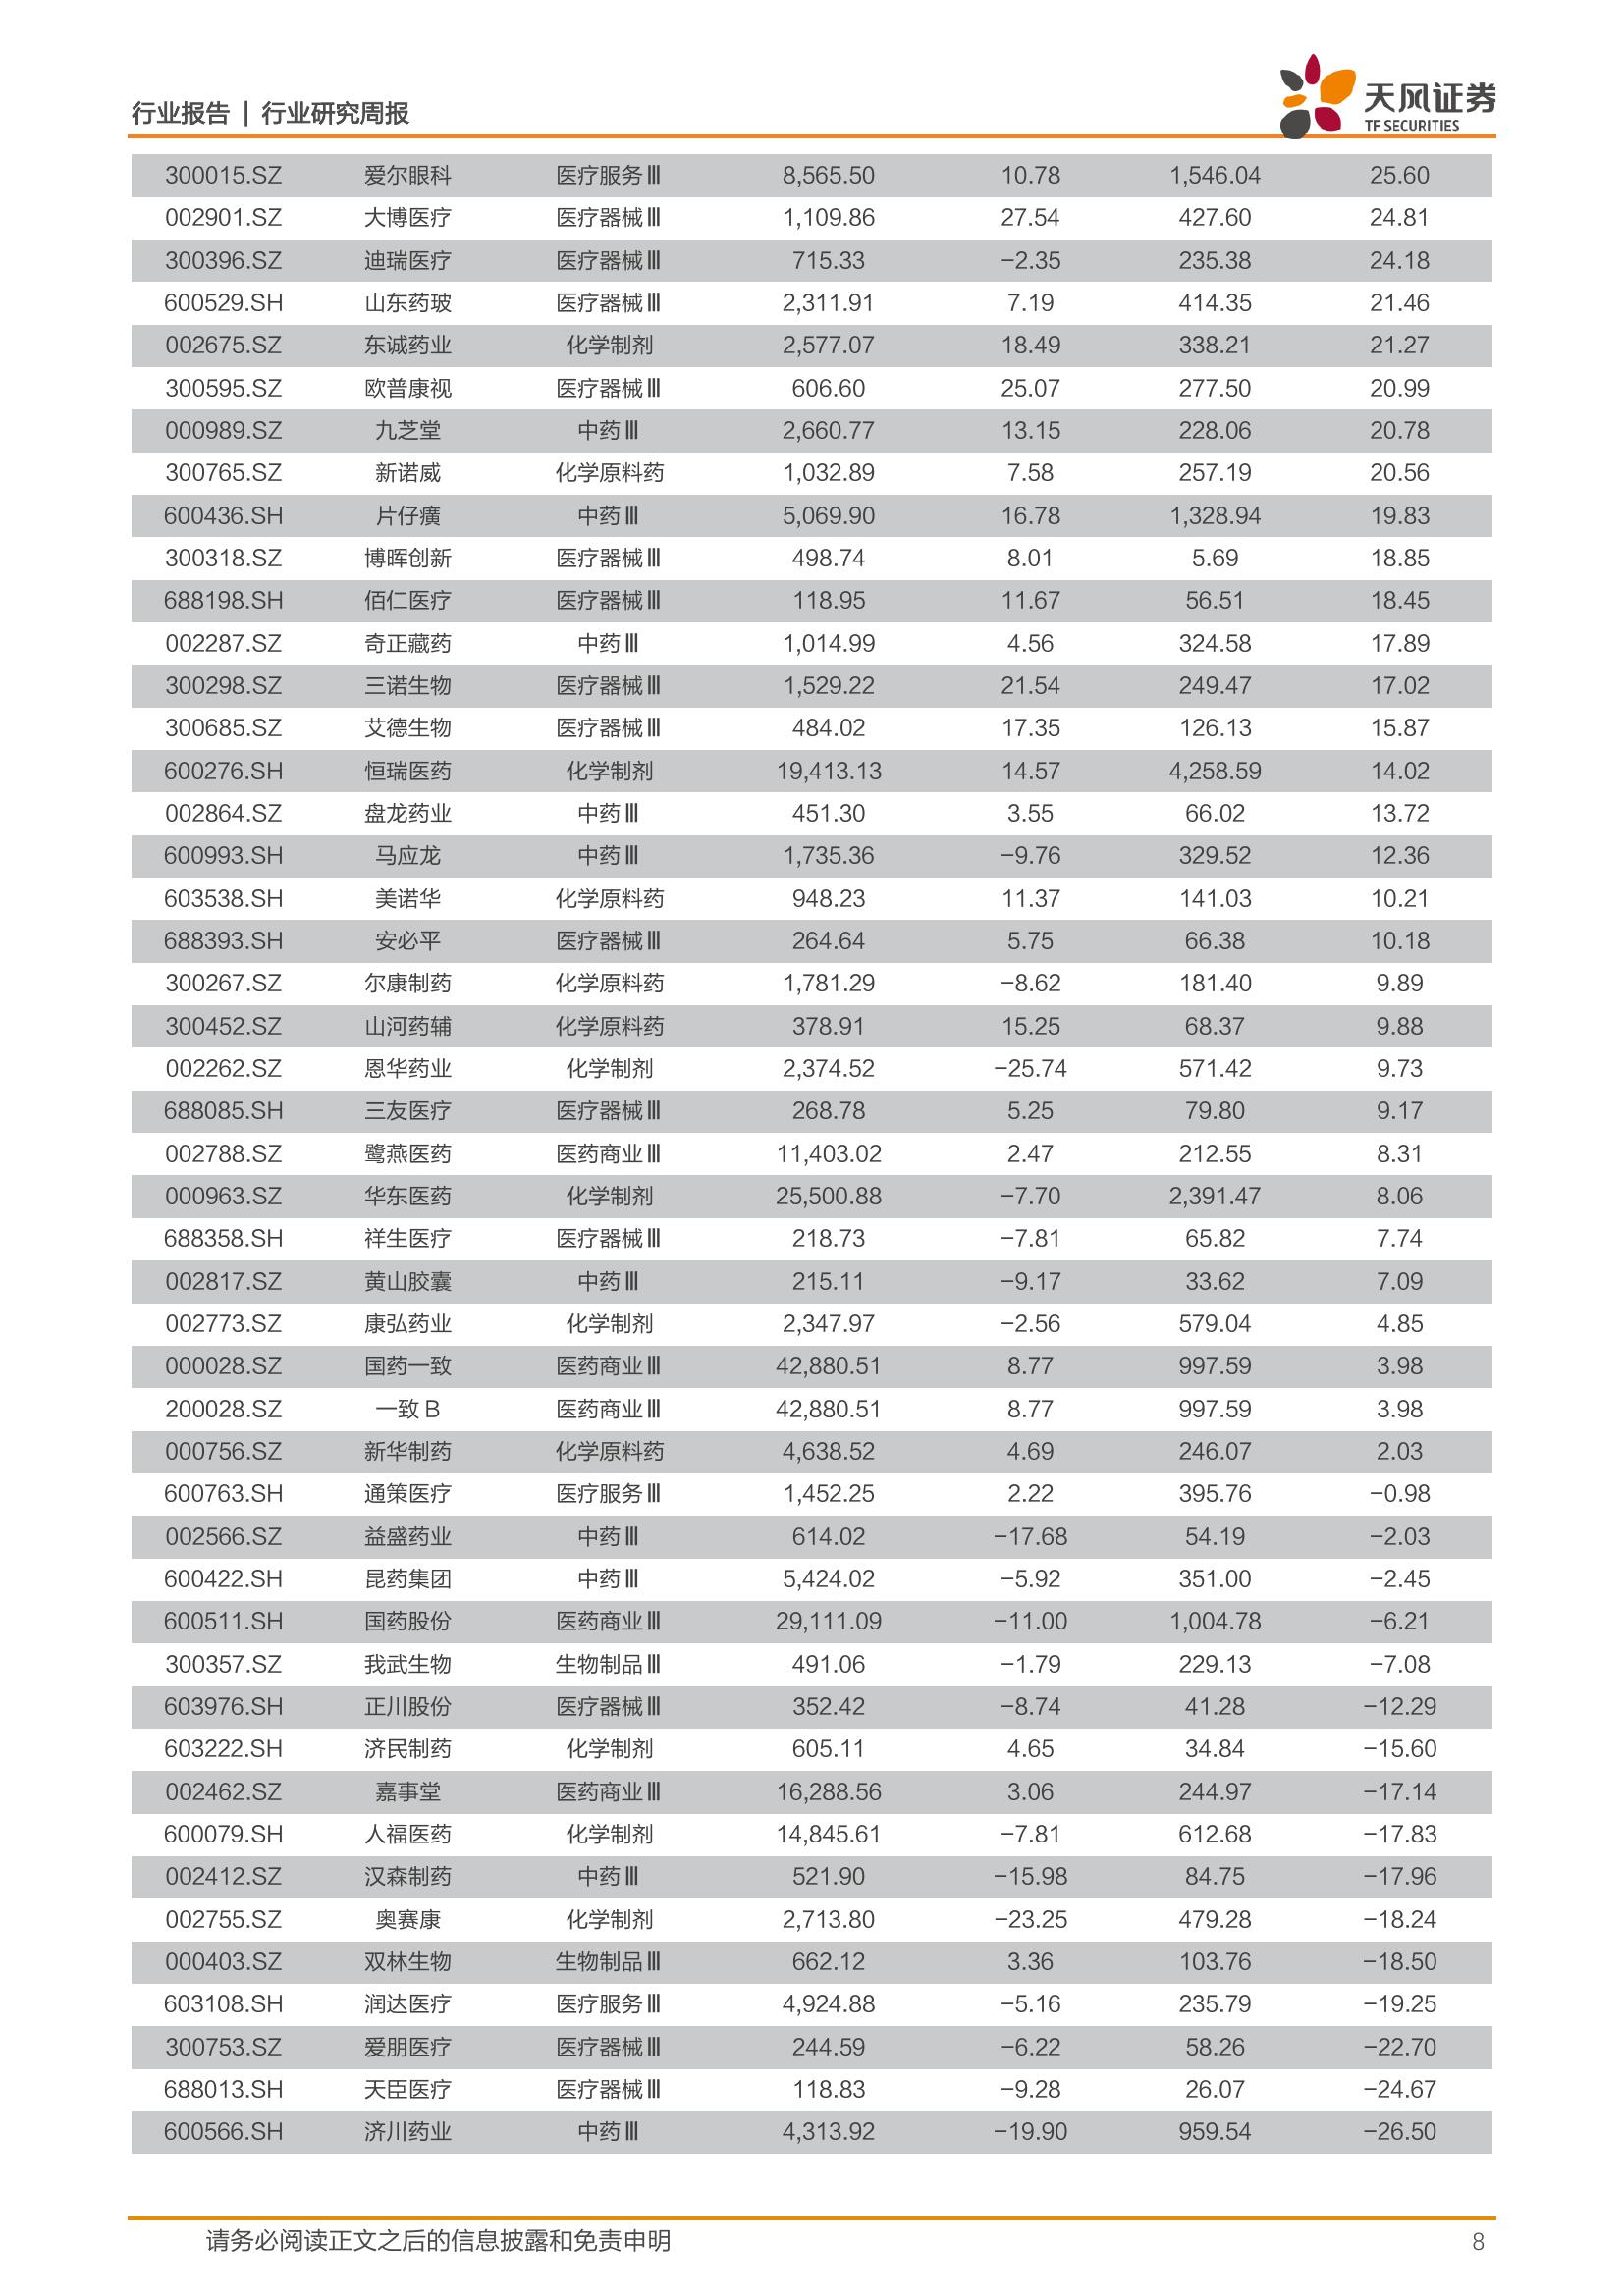 行业报告 | 行业研究周报
天风证券
TF SECURITIES
300015.SZ 爱尔眼科 医疗服务Ⅲ 8,565.50 10.78 1,546.04 25.60
002901.SZ 大博医疗 医疗器械Ⅲ 1,109.86 27.54 427.60 24.81
300396.SZ 迪瑞医疗 医疗器械Ⅲ 715.33 -2.35 235.38 24.18
600529.SH 山东药玻 医疗器械Ⅲ 2,311.91 7.19 414.35 21.46
002675.SZ 东诚药业 化学制剂 2,577.07 18.49 338.21 21.27
300595.SZ 欧普康视 医疗器械Ⅲ 606.60 25.07 277.50 20.99
000989.SZ 九芝堂 中药Ⅲ 2,660.77 13.15 228.06 20.78
300765.SZ 新诺威 化学原料药 1,032.89 7.58 257.19 20.56
600436.SH 片仔癀 中药Ⅲ 5,069.90 16.78 1,328.94 19.83
300318.SZ 博晖创新 医疗器械Ⅲ 498.74 8.01 5.69 18.85
688198.SH 佰仁医疗 医疗器械Ⅲ 118.95 11.67 56.51 18.45
002287.SZ 奇正藏药 中药Ⅲ 1,014.99 4.56 324.58 17.89
300298.SZ 三诺生物 医疗器械Ⅲ 1,529.22 21.54 249.47 17.02
300685.SZ 艾德生物 医疗器械Ⅲ 484.02 17.35 126.13 15.87
600276.SH 恒瑞医药 化学制剂 19,413.13 14.57 4,258.59 14.02
002864.SZ 盘龙药业 中药Ⅲ 451.30 3.55 66.02 13.72
600993.SH 马应龙 中药Ⅲ 1,735.36 -9.76 329.52 12.36
603538.SH 美诺华 化学原料药 948.23 11.37 141.03 10.21
688393.SH 安必平 医疗器械Ⅲ 264.64 5.75 66.38 10.18
300267.SZ 尔康制药 化学原料药 1,781.29 -8.62 181.40 9.89
300452.SZ 山河药辅 化学原料药 378.91 15.25 68.37 9.88
002262.SZ 恩华药业 化学制剂 2,374.52 -25.74 571.42 9.73
688085.SH 三友医疗 医疗器械Ⅲ 268.78 5.25 79.80 9.17
002788.SZ 鹭燕医药 医药商业Ⅲ 11,403.02 2.47 212.55 8.31
000963.SZ 华东医药 化学制剂 25,500.88 -7.70 2,391.47 8.06
688358.SH 祥生医疗 医疗器械Ⅲ 218.73 -7.81 65.82 7.74
002817.SZ 黄山胶囊 中药Ⅲ 215.11 -9.17 33.62 7.09
002773.SZ 康弘药业 化学制剂 2,347.97 -2.56 579.04 4.85
000028.SZ 国药一致 医药商业Ⅲ 42,880.51 8.77 997.59 3.98
200028.SZ 一致B 医药商业Ⅲ 42,880.51 8.77 997.59 3.98
000756.SZ 新华制药 化学原料药 4,638.52 4.69 246.07 2.03
600763.SH 通策医疗 医疗服务Ⅲ 1,452.25 2.22 395.76 -0.98
002566.SZ 益盛药业 中药Ⅲ 614.02 -17.68 54.19 -2.03
600422.SH 昆药集团 中药Ⅲ 5,424.02 -5.92 351.00 -2.45
600511.SH 国药股份 医药商业Ⅲ 29,111.09 -11.00 1,004.78 -6.21
300357.SZ 我武生物 生物制品Ⅲ 491.06 -1.79 229.13 -7.08
603976.SH 正川股份 医疗器械Ⅲ 352.42 -8.74 41.28 -12.29
603222.SH 济民制药 化学制剂 605.11 4.65 34.84 -15.60
002462.SZ 嘉事堂 医药商业Ⅲ 16,288.56 3.06 244.97 -17.14
600079.SH 人福医药 化学制剂 14,845.61 -7.81 612.68 -17.83
002412.SZ 汉森制药 中药Ⅲ 521.90 -15.98 84.75 -17.96
002755.SZ 奥赛康 化学制剂 2,713.80 -23.25 479.28 -18.24
000403.SZ 双林生物 生物制品Ⅲ 662.12 3.36 103.76 -18.50
603108.SH 润达医疗 医疗服务Ⅲ 4,924.88 -5.16 235.79 -19.25
300753.SZ 爱朋医疗 医疗器械Ⅲ 244.59 -6.22 58.26 -22.70
688013.SH 天臣医疗 医疗器械Ⅲ 118.83 -9.28 26.07 -24.67
600566.SH 济川药业 中药Ⅲ 4,313.92 -19.90 959.54 -26.50
请务必阅读正文之后的信息披露和免责申明 8